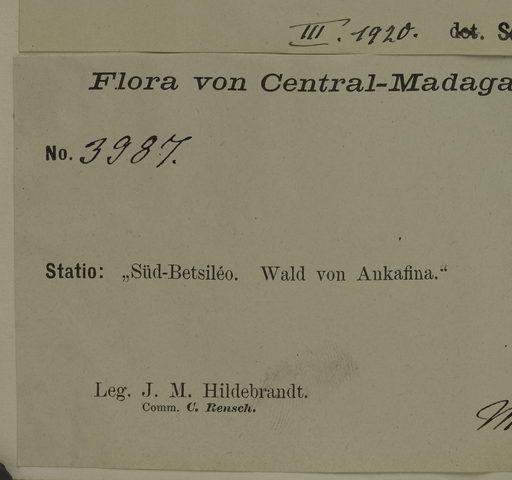 III. 1920. det.
Flora von Central-Madaga
No. 3987.
Statio: „Süd-Betsiléo. Wald von Ankafina.“
Leg. J. M. Hildebrandt.
Comm. C. Rensch.